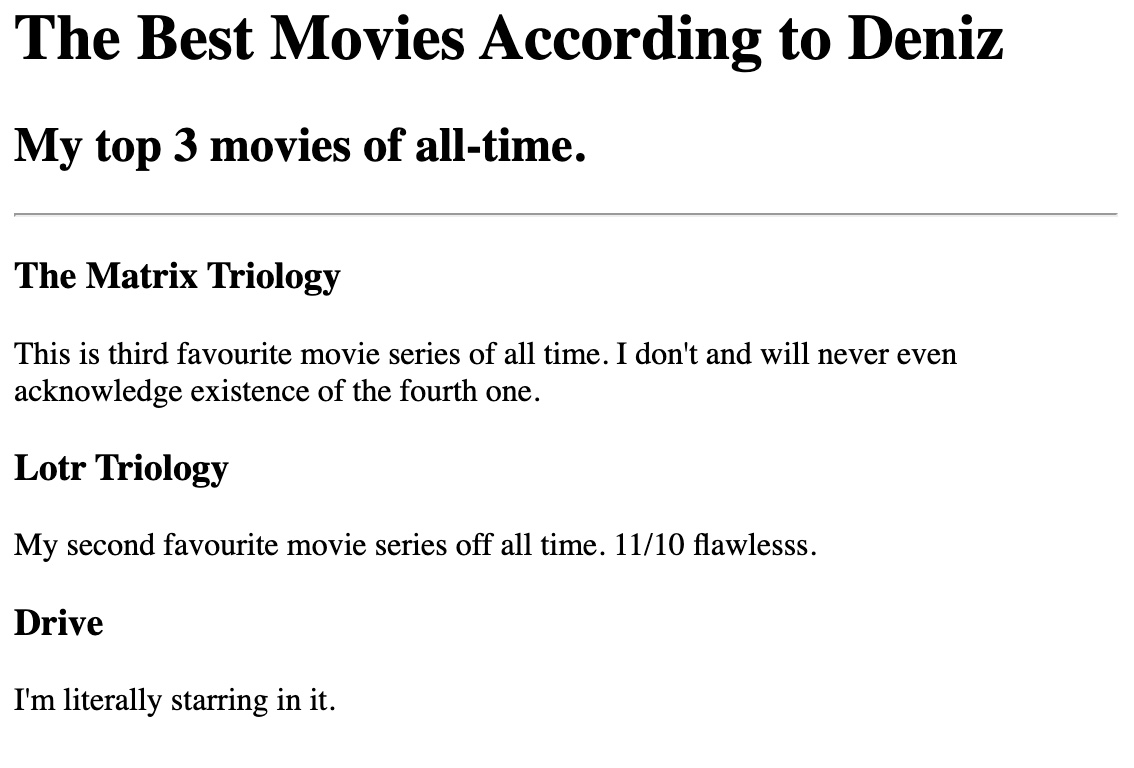 The Best Movies According to Deniz
My top 3 movies of all-time.
The Matrix Triology
This is third favourite movie series of all time. I don't and will never even
acknowledge existence of the fourth one.
Lotr Triology
My second favourite movie series off all time. 11/10 flawlesss.
Drive
I'm literally starring in it.